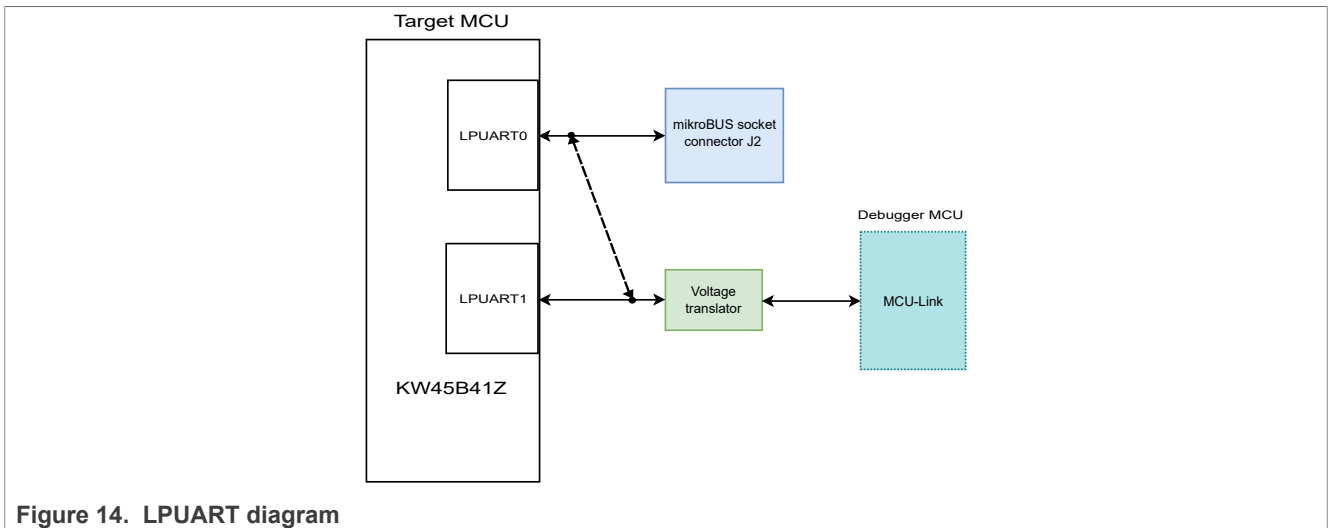 Target MCU
LPUART0
mikroBUS socket
connector J2
Debugger MCU
LPUART1
Voltage
translator
MCU-Link
KW45B41Z
Figure 14. LPUART diagram